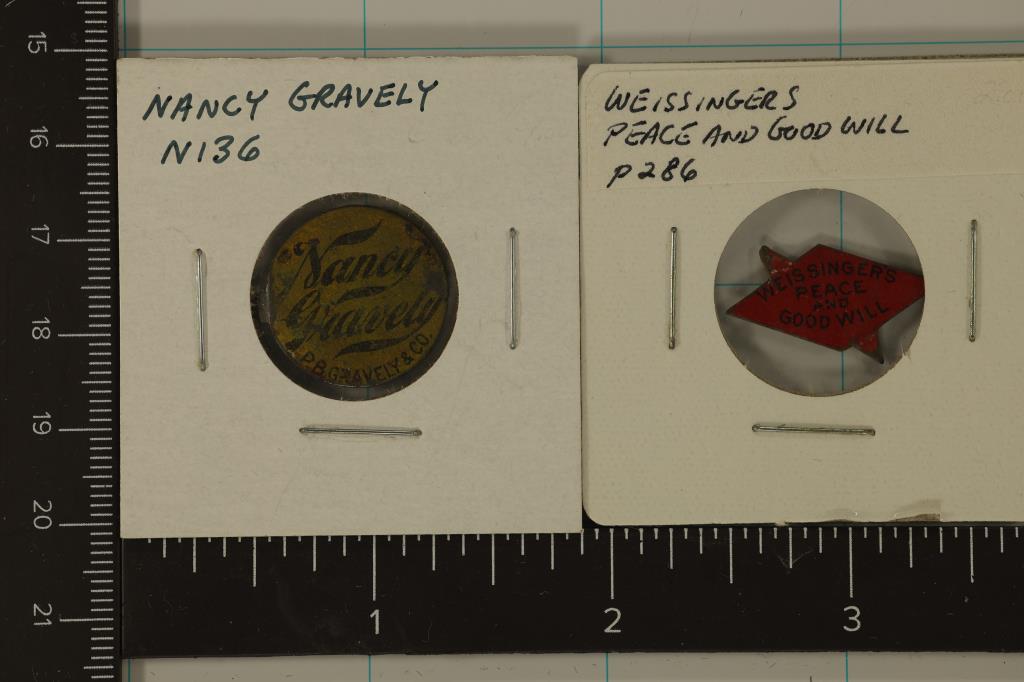 NANCY GRAVELY
N136
"Nancy
Gravely
P.B. GRAVELY & CO.
WEISSINGERS
PEACE AND GOOD WILL
P286
WEISSINGER'S
PEACE
AND
GOOD WILL
15
16
17
18
19
20
21
1
2
3